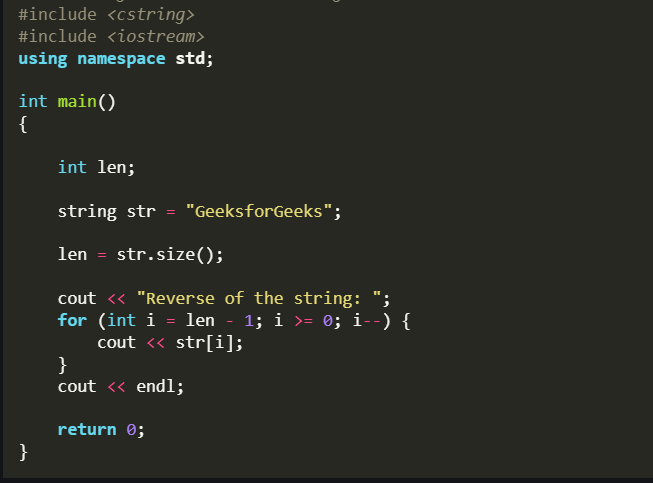 #include <cstring>
#include <iostream>
using namespace std;
int main()
{
int len;
string str = "GeeksforGeeks";
len = str.size();
cout << "Reverse of the string: ";
for (int i = len - 1; i >= 0; i--) {
cout << str[i];
}
cout << endl;
return 0;
}